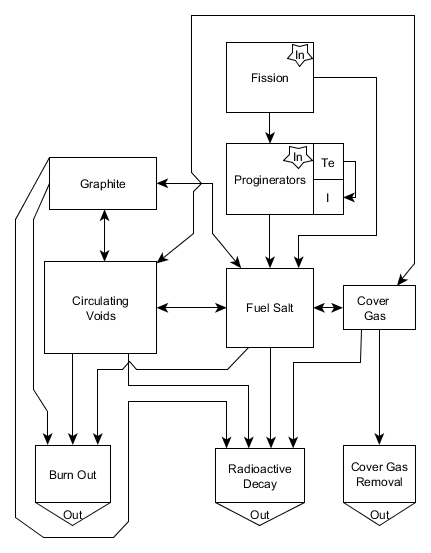 In
Fission
In
Proginerators
Te
I
Graphite
Circulating
Voids
Fuel Salt
Cover
Gas
Burn Out
Out
Radioactive
Decay
Out
Cover Gas
Removal
Out